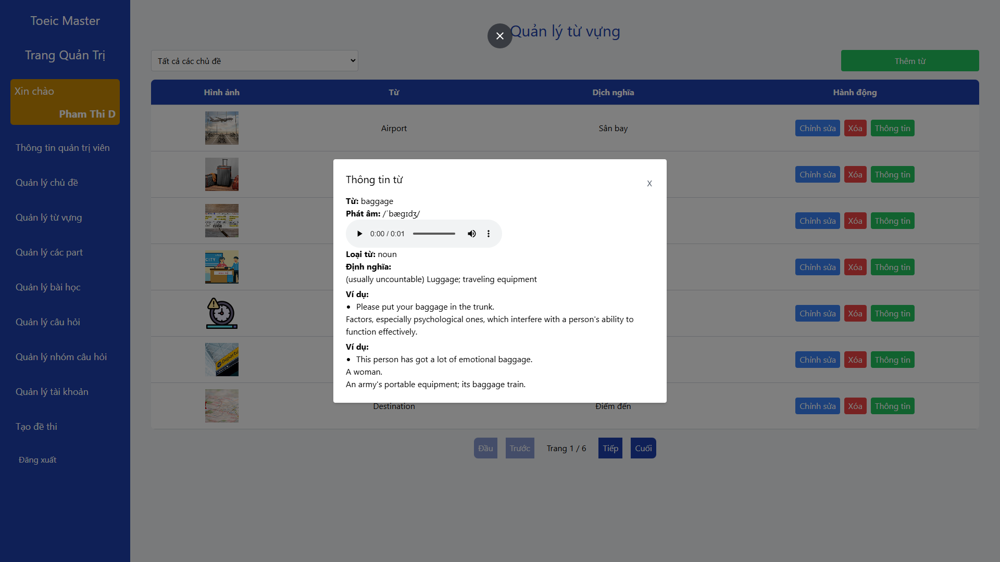 Toeic Master
Trang Quản Trị
Xin chào
Pham Thi D
Thông tin quản trị viên
Quản lý chủ đề
Quản lý từ vựng
Quản lý các part
Quản lý bài học
Quản lý câu hỏi
Quản lý nhóm câu hỏi
Quản lý tài khoản
Tạo đề thi
Đăng xuất
Quản lý từ vựng
Tất cả các chủ đề
Thêm từ
Hình ảnh Từ Dịch nghĩa Hành động
Airport Sân bay Chỉnh sửa Xóa Thông tin
Chỉnh sửa Xóa Thông tin
Chỉnh sửa Xóa Thông tin
Chỉnh sửa Xóa Thông tin
Chỉnh sửa Xóa Thông tin
Chỉnh sửa Xóa Thông tin
Destination Điểm đến Chỉnh sửa Xóa Thông tin
Thông tin từ
X
Từ: baggage
Phát âm: /ˈbæɡɪdʒ/
0:00 / 0:01
Loại từ: noun
Định nghĩa:
(usually uncountable) Luggage; traveling equipment
Ví dụ:
• Please put your baggage in the trunk.
Factors, especially psychological ones, which interfere with a person's ability to
function effectively.
Ví dụ:
• This person has got a lot of emotional baggage.
A woman.
An army's portable equipment; its baggage train.
Đầu Trước Trang 1 / 6 Tiếp Cuối